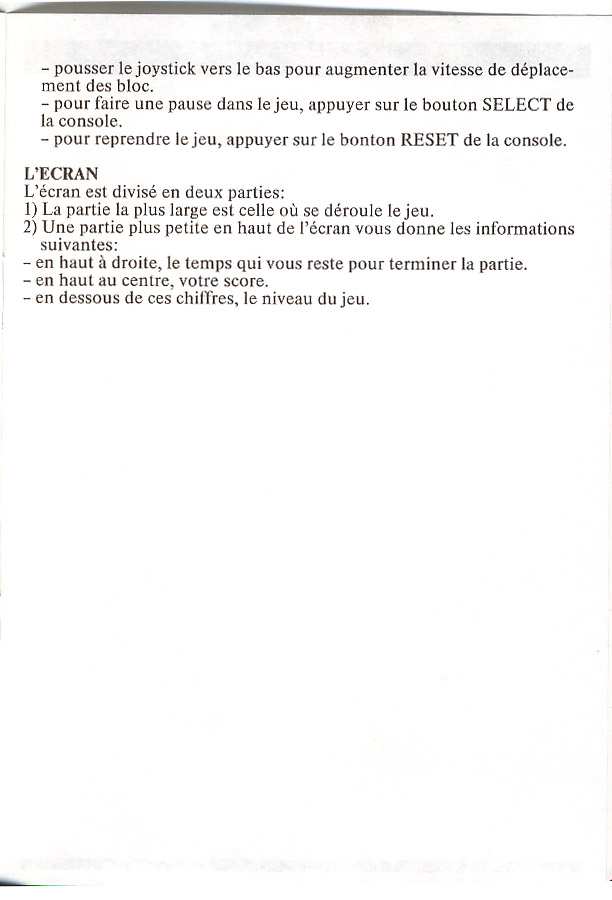 - pousser le joystick vers le bas pour augmenter la vitesse de déplace-
ment des bloc.
- pour faire une pause dans le jeu, appuyer sur le bouton SELECT de
la console.
- pour reprendre le jeu, appuyer sur le bonton RESET de la console.
L'ECRAN
L'écran est divisé en deux parties:
1) La partie la plus large est celle où se déroule le jeu.
2) Une partie plus petite en haut de l'écran vous donne les informations
suivantes:
- en haut à droite, le temps qui vous reste pour terminer la partie.
- en haut au centre, votre score.
- en dessous de ces chiffres, le niveau du jeu.